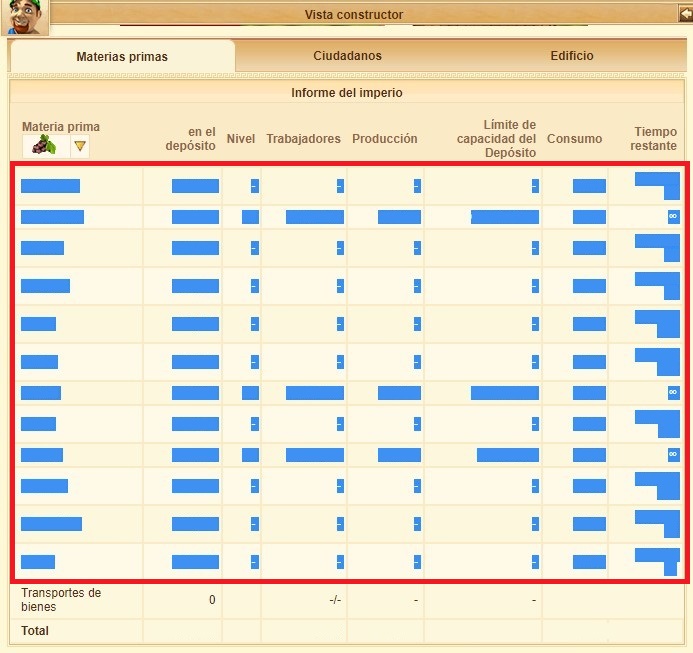 Vista constructor
Materias primas Ciudadanos Edificio
Informe del imperio
Materia prima
en el
depósito
Nivel
Trabajadores
Producción
Límite de
capacidad del
Depósito
Consumo
Tiempo
restante
- - - -
∞
- - - -
- - - -
- - - -
- - - -
∞
- - - -
∞
- - - -
- - - -
- - - -
Transportes de
bienes
0 -/- - -
Total